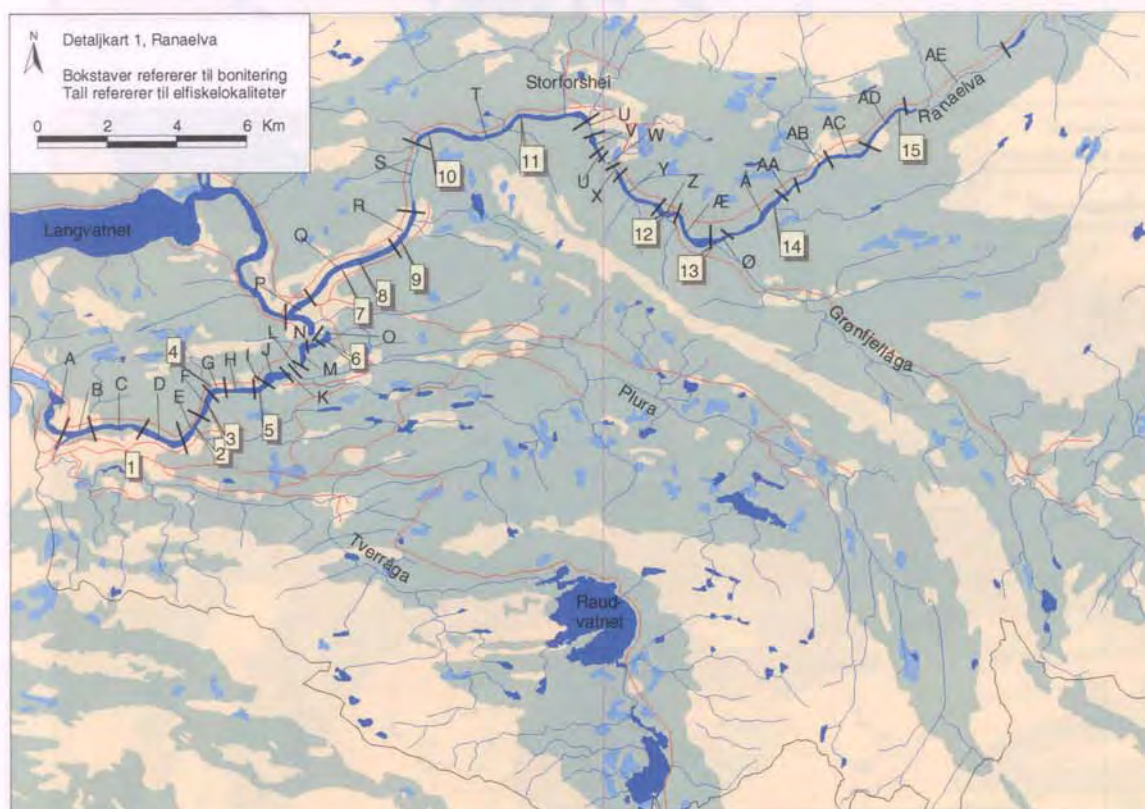 N
Detaljkart 1, Ranaelva
Bokstaver refererer til bonitering
Tall refererer til elfiskelokaliteter
0 2 4 6 Km
Storforshei
T
U
V
W
AE
Ranaelva
AD
AC
AB
15
S
10
11
U
X
Y
Z
Æ
A
AA
R
12
13
Ø
14
Langvatnet
Q
9
8
7
P
L
N
O
6
M
K
Grønfjellåga
Plura
4
A
B
C
D
E
F
G
H
I
J
5
3
2
1
Tverråga
Raud-
vatnet